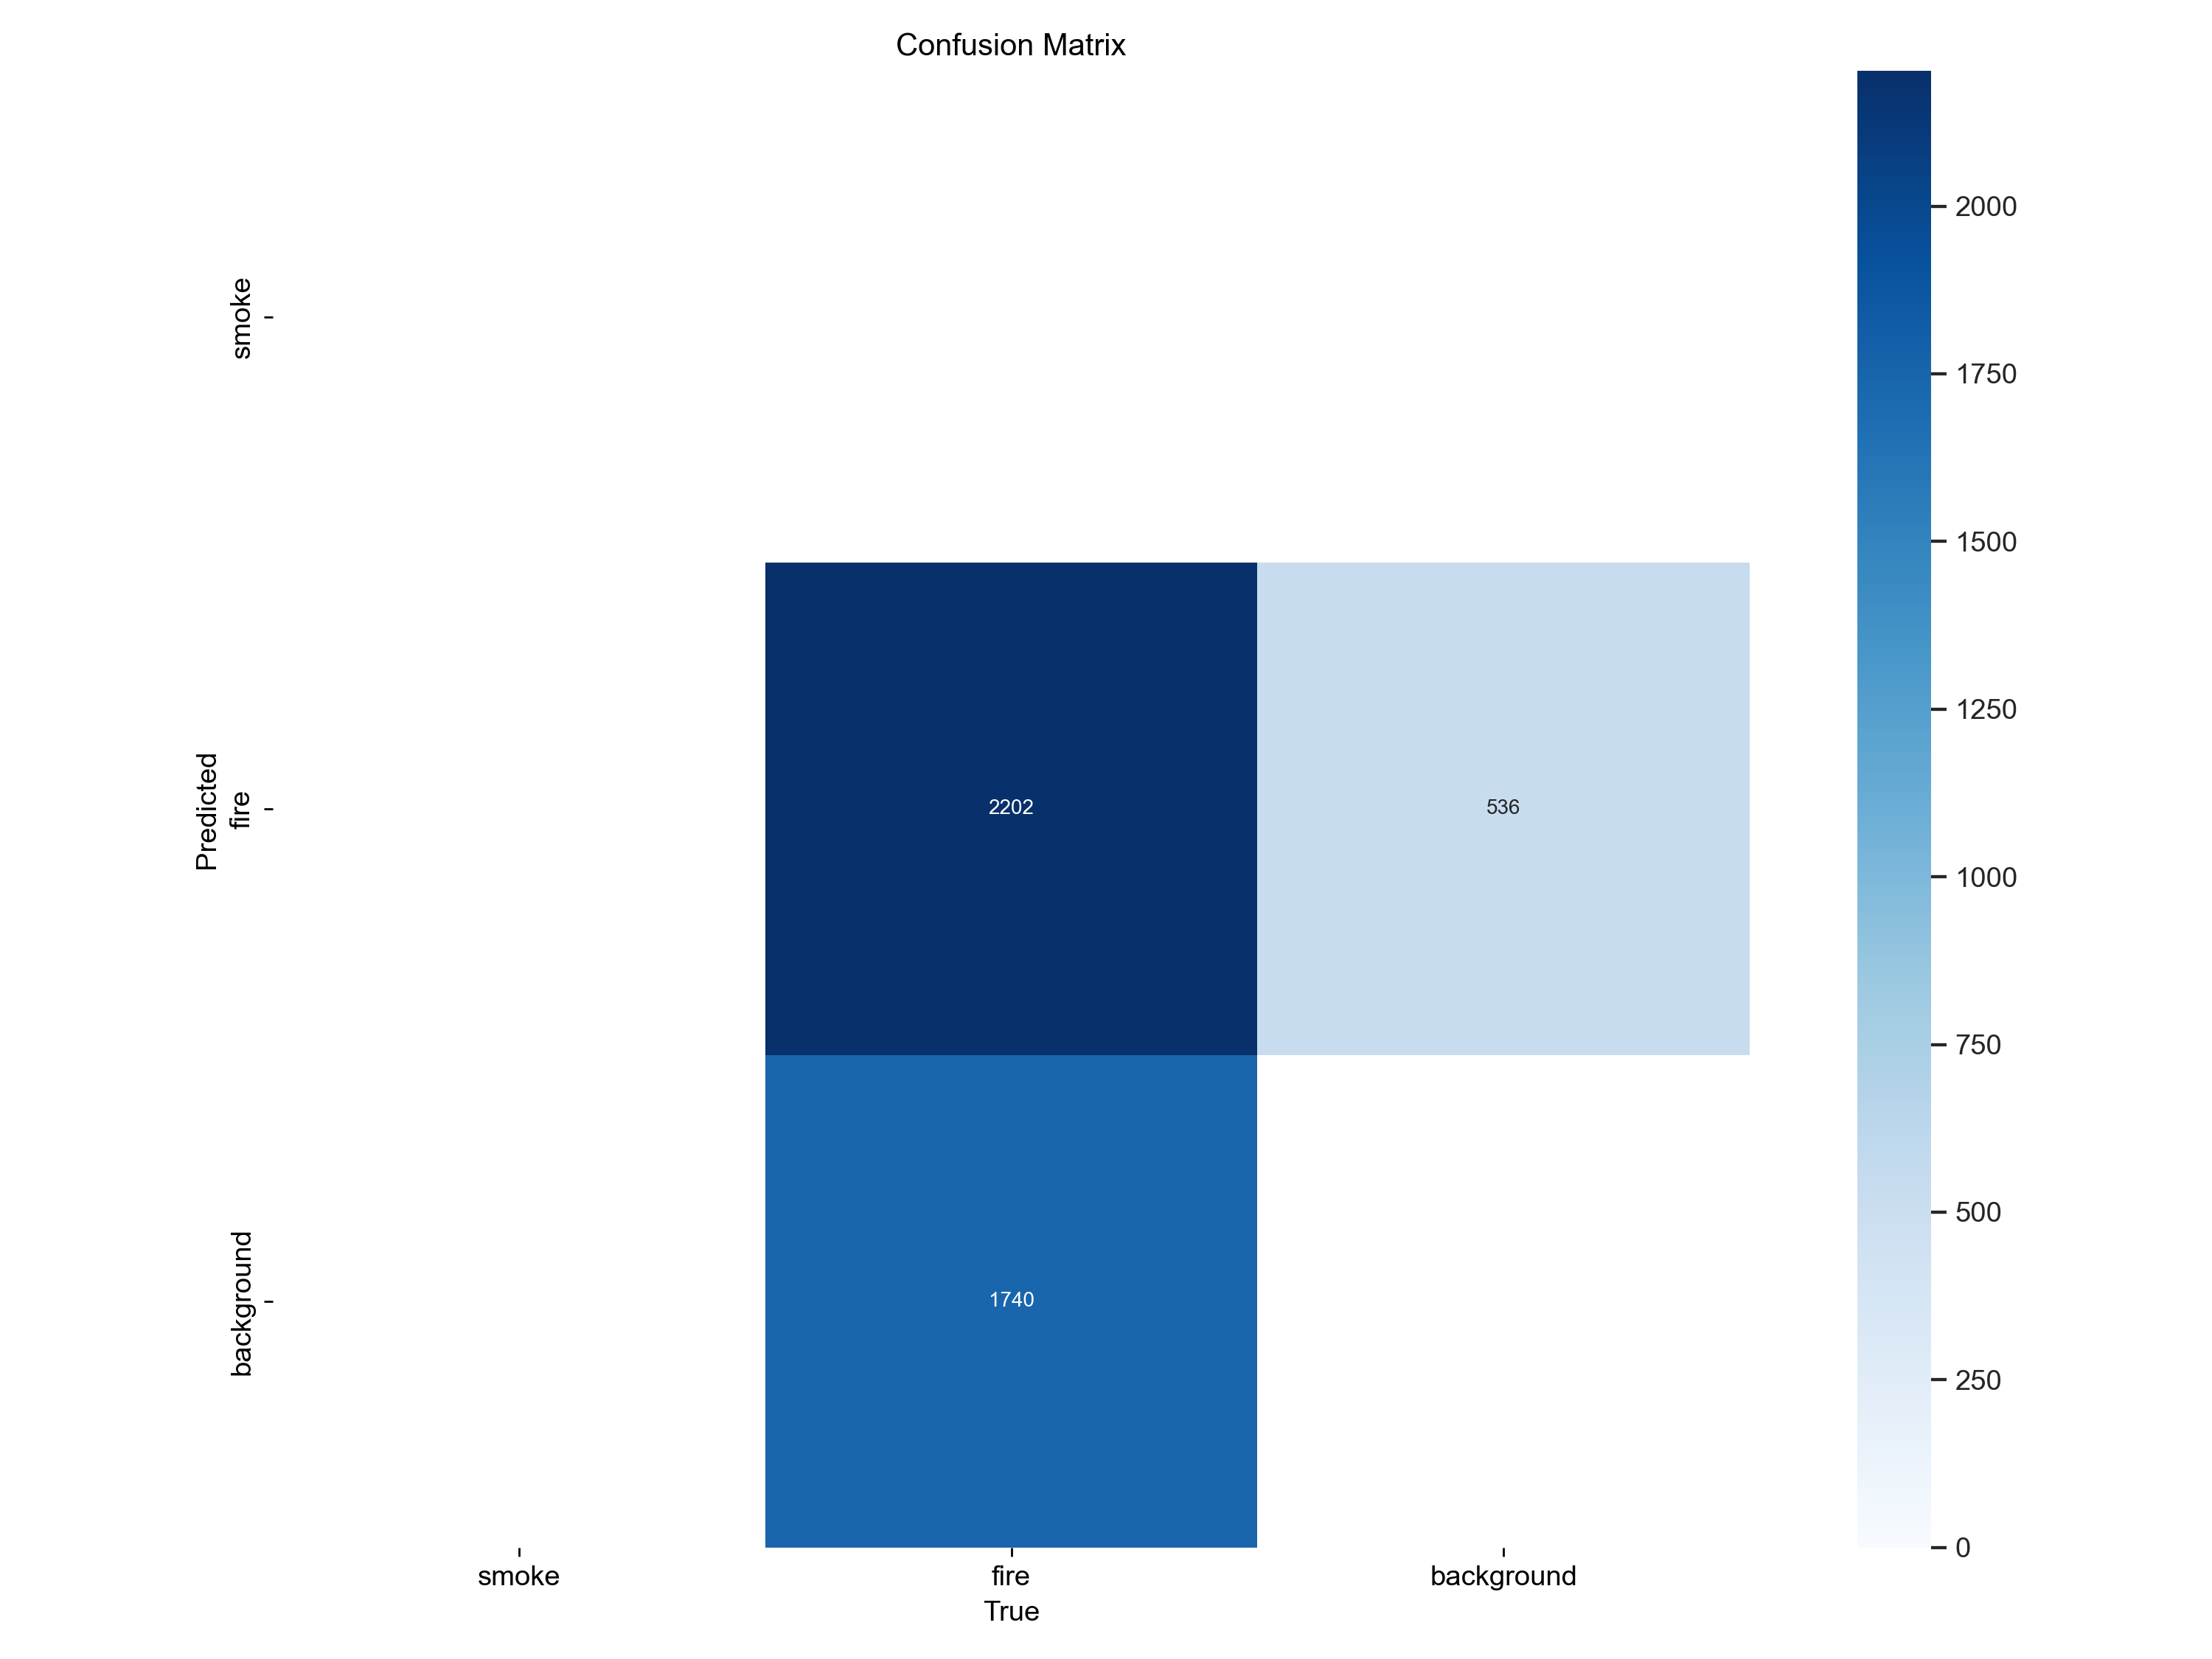 Confusion Matrix
smoke
fire
background
Predicted
2202
536
1740
smoke
fire
background
True
2000
1750
1500
1250
1000
750
500
250
0